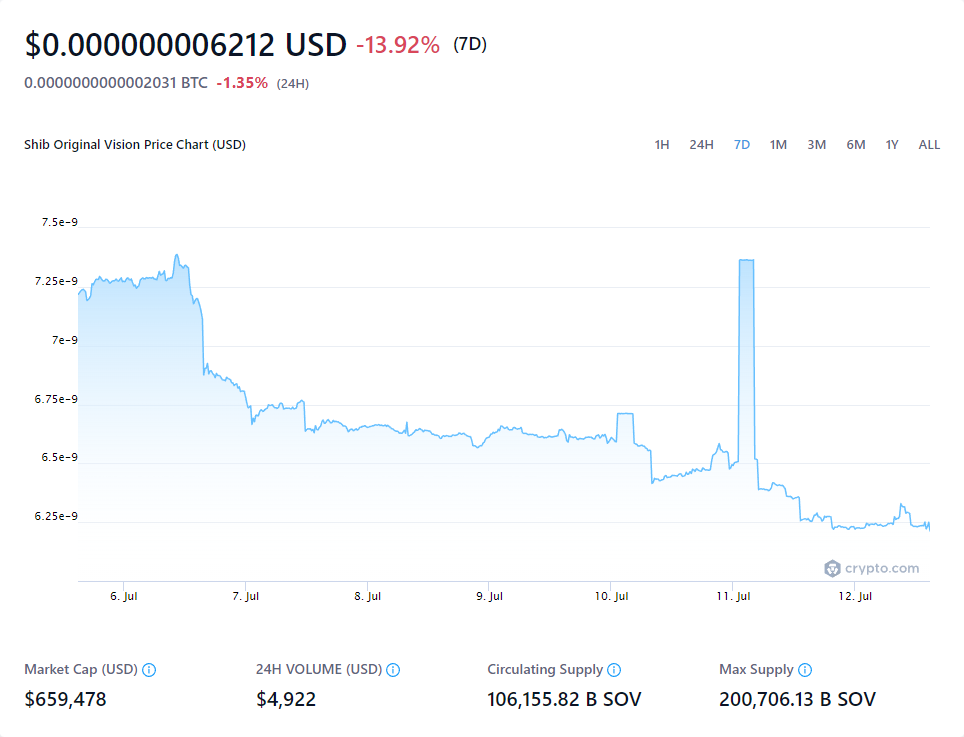 $0.000000006212 USD -13.92% (7D)
0.0000000000002031 BTC -1.35% (24H)
Shib Original Vision Price Chart (USD) 1H 24H 7D 1M 3M 6M 1Y ALL
7.5e-9
7.25e-9
7e-9
6.75e-9
6.5e-9
6.25e-9
crypto.com
6. Jul 7. Jul 8. Jul 9. Jul 10. Jul 11. Jul 12. Jul
Market Cap (USD) 24H VOLUME (USD) Circulating Supply Max Supply
$659,478 $4,922 106,155.82 B SOV 200,706.13 B SOV